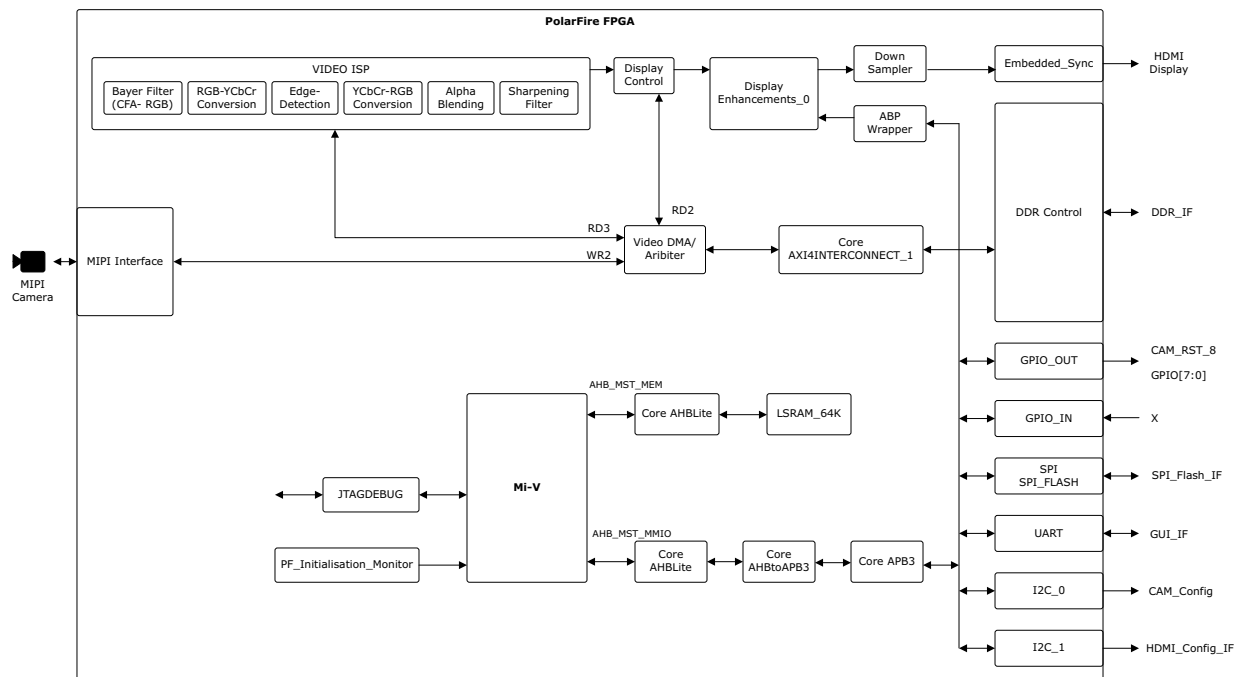 PolarFire FPGA
VIDEO ISP
Bayer Filter
(CFA- RGB)
RGB-YCbCr
Conversion
Edge-
Detection
YCbCr-RGB
Conversion
Alpha
Blending
Sharpening
Filter
Display
Control
Display
Enhancements_0
Down
Sampler
Embedded_Sync
HDMI
Display
ABP
Wrapper
DDR Control
DDR_IF
RD2
RD3
WR2
Video DMA/
Aribiter
Core
AXI4INTERCONNECT_1
MIPI Interface
MIPI
Camera
GPIO_OUT
CAM_RST_8
GPIO[7:0]
AHB_MST_MEM
Core AHBLite
LSRAM_64K
GPIO_IN
X
Mi-V
JTAGDEBUG
SPI
SPI_FLASH
SPI_Flash_IF
AHB_MST_MMIO
UART
GUI_IF
PF_Initialisation_Monitor
Core
AHBLite
Core
AHBtoAPB3
Core APB3
I2C_0
CAM_Config
I2C_1
HDMI_Config_IF